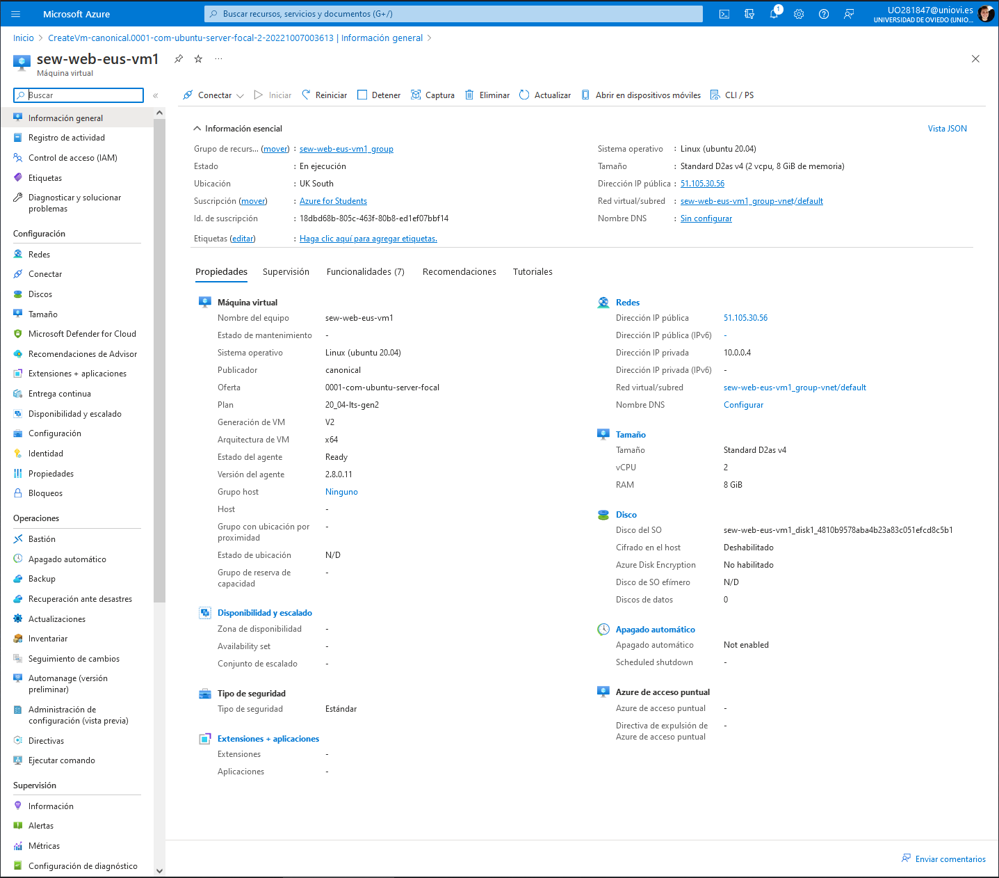 Microsoft Azure
Buscar recursos, servicios y documentos (G+/)
1
UO281847@uniovi.es
UNIVERSIDAD DE OVIEDO (UNIO...
Inicio > CreateVm-canonical.0001-com-ubuntu-server-focal-2-20221007003613 | Información general >
sew-web-eus-vm1
Máquina virtual
Buscar
«
Conectar
Iniciar
Reiniciar
Detener
Captura
Eliminar
Actualizar
Abrir en dispositivos móviles
CLI / PS
Información general
Registro de actividad
Control de acceso (IAM)
Etiquetas
Diagnosticar y solucionar
problemas
Configuración
Redes
Conectar
Discos
Tamaño
Microsoft Defender for Cloud
Recomendaciones de Advisor
Extensiones + aplicaciones
Entrega continua
Disponibilidad y escalado
Configuración
Identidad
Propiedades
Bloqueos
Operaciones
Bastión
Apagado automático
Backup
Recuperación ante desastres
Actualizaciones
Inventariar
Seguimiento de cambios
Automanage (versión
preliminar)
Administración de
configuración (vista previa)
Directivas
Ejecutar comando
Supervisión
Información
Alertas
Métricas
Configuración de diagnóstico
Información esencial
Vista JSON
Grupo de recurs... (mover) : sew-web-eus-vm1_group
Estado : En ejecución
Ubicación : UK South
Suscripción (mover) : Azure for Students
Id. de suscripción : 18dbd68b-805c-463f-80b8-ed1ef07bbf14
Etiquetas (editar) : Haga clic aquí para agregar etiquetas.
Sistema operativo : Linux (ubuntu 20.04)
Tamaño : Standard D2as v4 (2 vcpu, 8 GiB de memoria)
Dirección IP pública : 51.105.30.56
Red virtual/subred : sew-web-eus-vm1_group-vnet/default
Nombre DNS : Sin configurar
Propiedades
Supervisión
Funcionalidades (7)
Recomendaciones
Tutoriales
Máquina virtual
Nombre del equipo sew-web-eus-vm1
Estado de mantenimiento -
Sistema operativo Linux (ubuntu 20.04)
Publicador canonical
Oferta 0001-com-ubuntu-server-focal
Plan 20_04-lts-gen2
Generación de VM V2
Arquitectura de VM x64
Estado del agente Ready
Versión del agente 2.8.0.11
Grupo host Ninguno
Host -
Grupo con ubicación por -
proximidad
Estado de ubicación N/D
Grupo de reserva de -
capacidad
Disponibilidad y escalado
Zona de disponibilidad -
Availability set -
Conjunto de escalado -
Tipo de seguridad
Tipo de seguridad Estándar
Extensiones + aplicaciones
Extensiones -
Aplicaciones -
Redes
Dirección IP pública 51.105.30.56
Dirección IP pública (IPv6) -
Dirección IP privada 10.0.0.4
Dirección IP privada (IPv6) -
Red virtual/subred sew-web-eus-vm1_group-vnet/default
Nombre DNS Configurar
Tamaño
Tamaño Standard D2as v4
vCPU 2
RAM 8 GiB
Disco
Disco del SO sew-web-eus-vm1_disk1_4810b9578aba4b23a83c051efcd8c5b1
Cifrado en el host Deshabilitado
Azure Disk Encryption No habilitado
Disco de SO efímero N/D
Discos de datos 0
Apagado automático
Apagado automático Not enabled
Scheduled shutdown -
Azure de acceso puntual
Azure de acceso puntual -
Directiva de expulsión de -
Azure de acceso puntual
Enviar comentarios